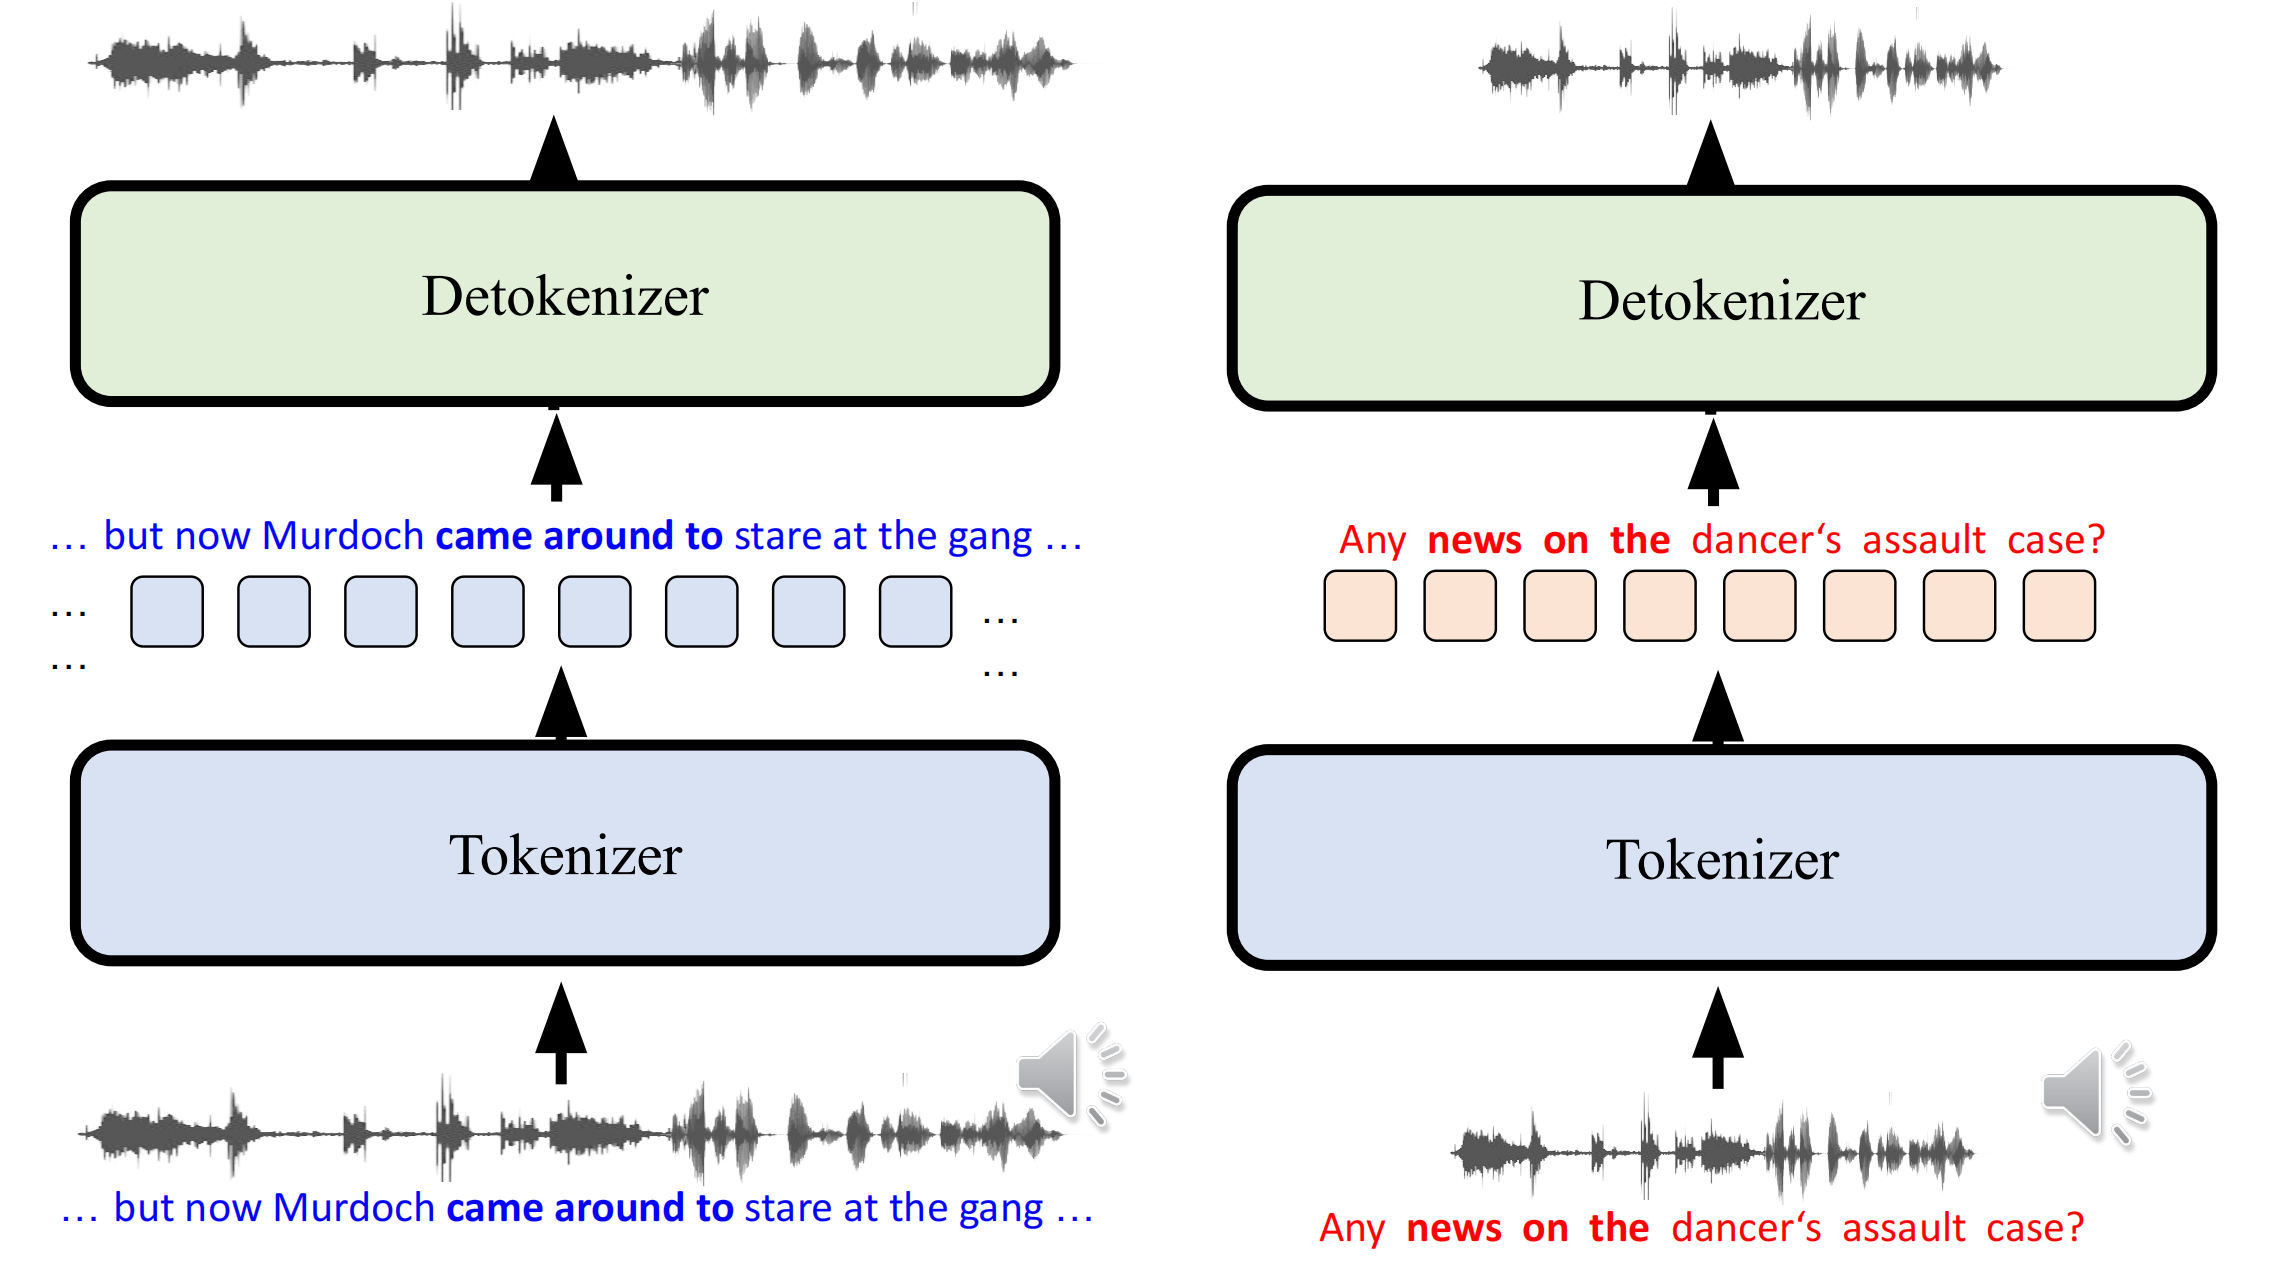 Detokenizer
… but now Murdoch came around to stare at the gang …
… …
… …
Tokenizer
… but now Murdoch came around to stare at the gang …
Detokenizer
Any news on the dancer‘s assault case?
Tokenizer
Any news on the dancer‘s assault case?